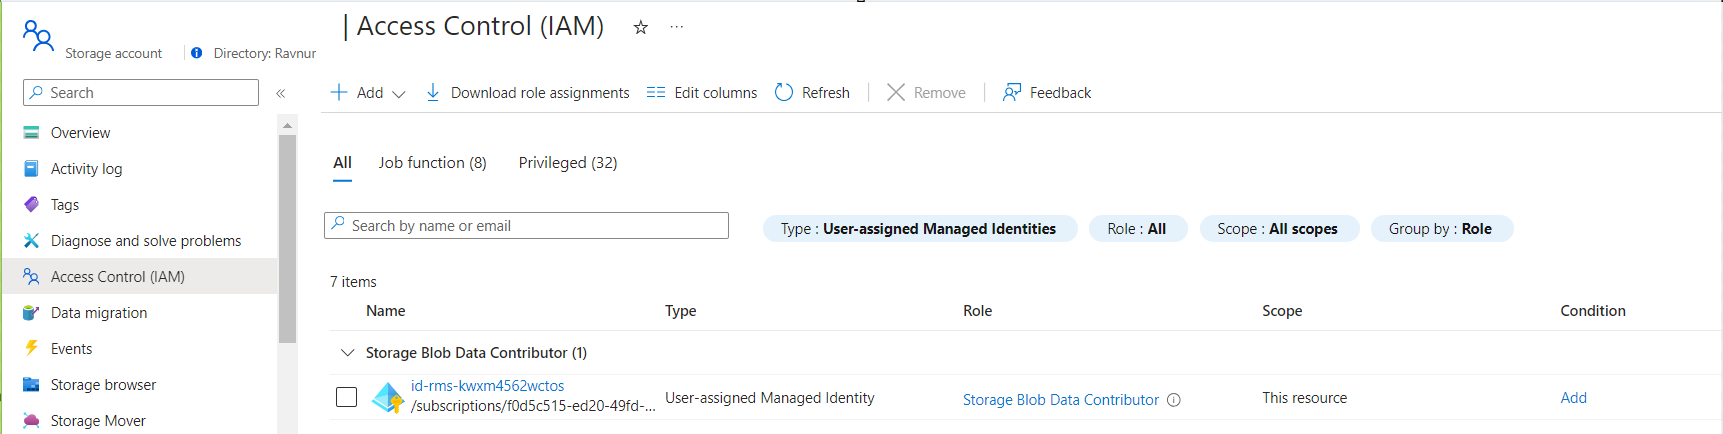 | Access Control (IAM)
Storage account
Directory: Ravnur
Search
Overview
Activity log
Tags
Diagnose and solve problems
Access Control (IAM)
Data migration
Events
Storage browser
Storage Mover
Add
Download role assignments
Edit columns
Refresh
Remove
Feedback
All
Job function (8)
Privileged (32)
Search by name or email
Type : User-assigned Managed Identities
Role : All
Scope : All scopes
Group by : Role
7 items
Name Type Role Scope Condition
Storage Blob Data Contributor (1)
id-rms-kwxm4562wctos
/subscriptions/f0d5c515-ed20-49fd-...
User-assigned Managed Identity
Storage Blob Data Contributor
This resource
Add